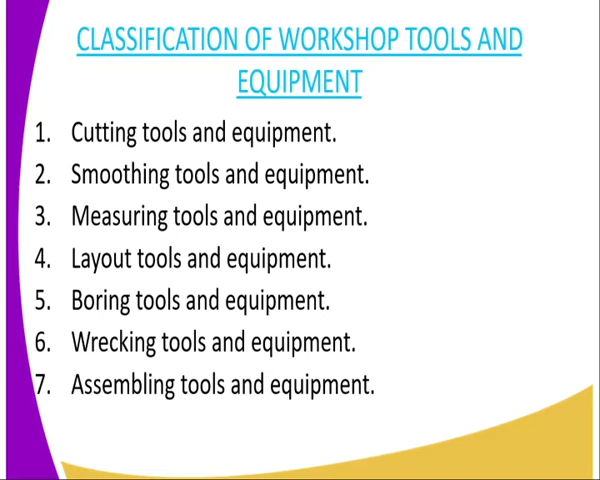 CLASSIFICATION OF WORKSHOP TOOLS AND
EQUIPMENT
1. Cutting tools and equipment.
2. Smoothing tools and equipment.
3. Measuring tools and equipment.
4. Layout tools and equipment.
5. Boring tools and equipment.
6. Wrecking tools and equipment.
7. Assembling tools and equipment.